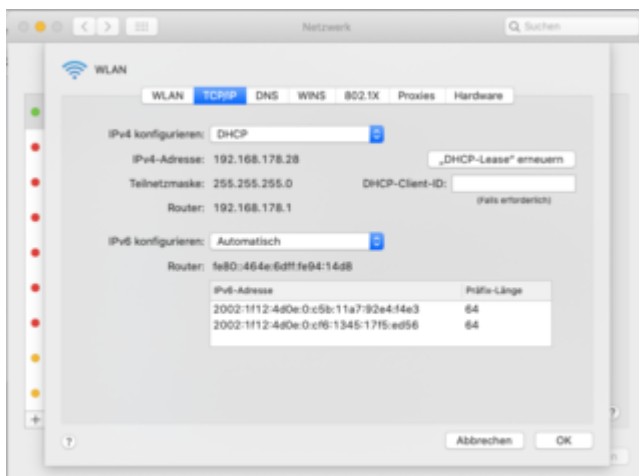 Netzwerk
Suchen
WLAN
WLAN TCP/IP DNS WINS 802.1X Proxies Hardware
IPv4 konfigurieren: DHCP
IPv4-Adresse: 192.168.178.28 „DHCP-Lease“ erneuern
Teilnetzmaske: 255.255.255.0 DHCP-Client-ID:
(Falls erforderlich)
Router: 192.168.178.1
IPv6 konfigurieren: Automatisch
Router: fe80::464e:6dff:fe94:14d8
IPv6-Adresse Präfix-Länge
2002:1f12:4d0e:0:c5b:11a7:92e4:f4e3 64
2002:1f12:4d0e:0:cf6:1345:17f5:ed56 64
+
?
? Abbrechen OK